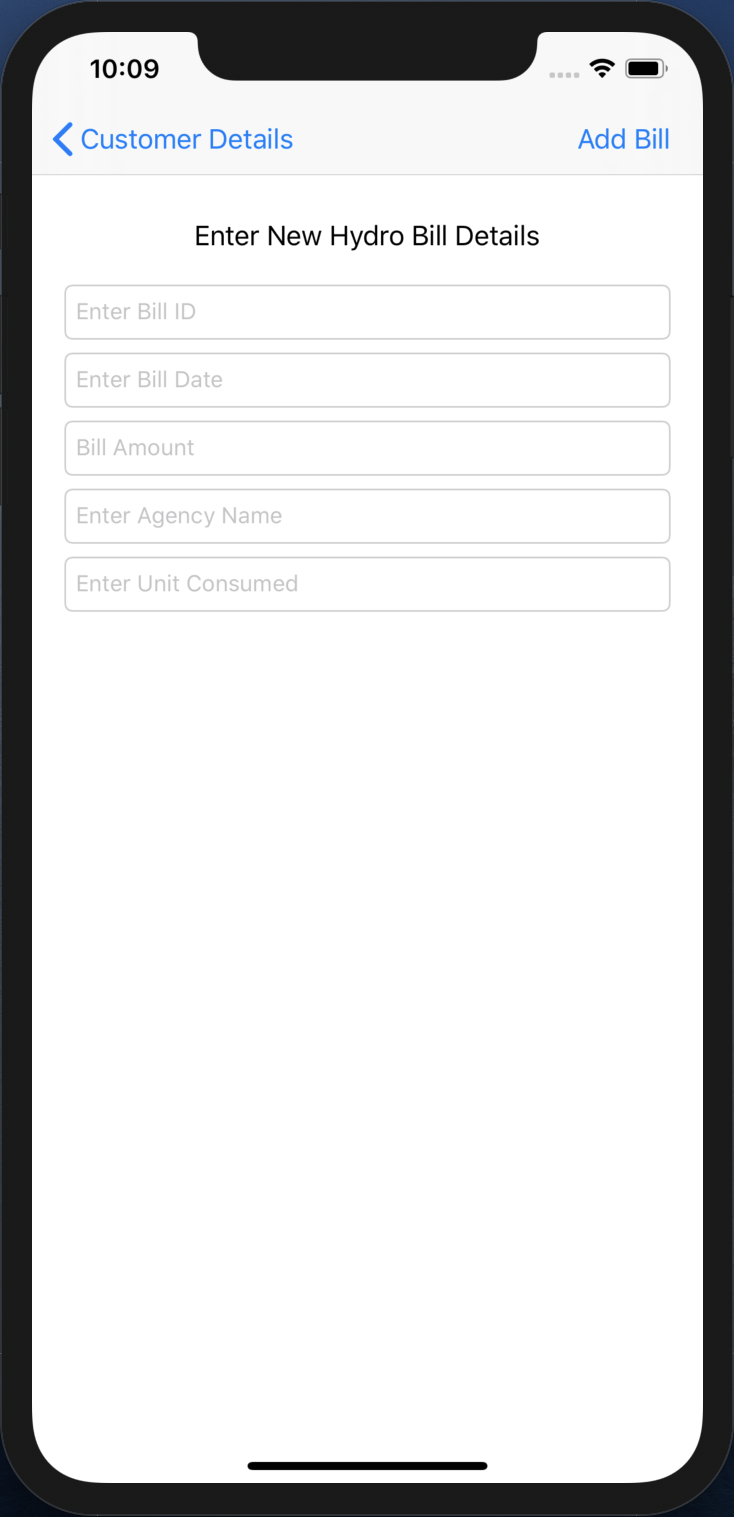 10:09
Customer Details
Add Bill
Enter New Hydro Bill Details
Enter Bill ID
Enter Bill Date
Bill Amount
Enter Agency Name
Enter Unit Consumed